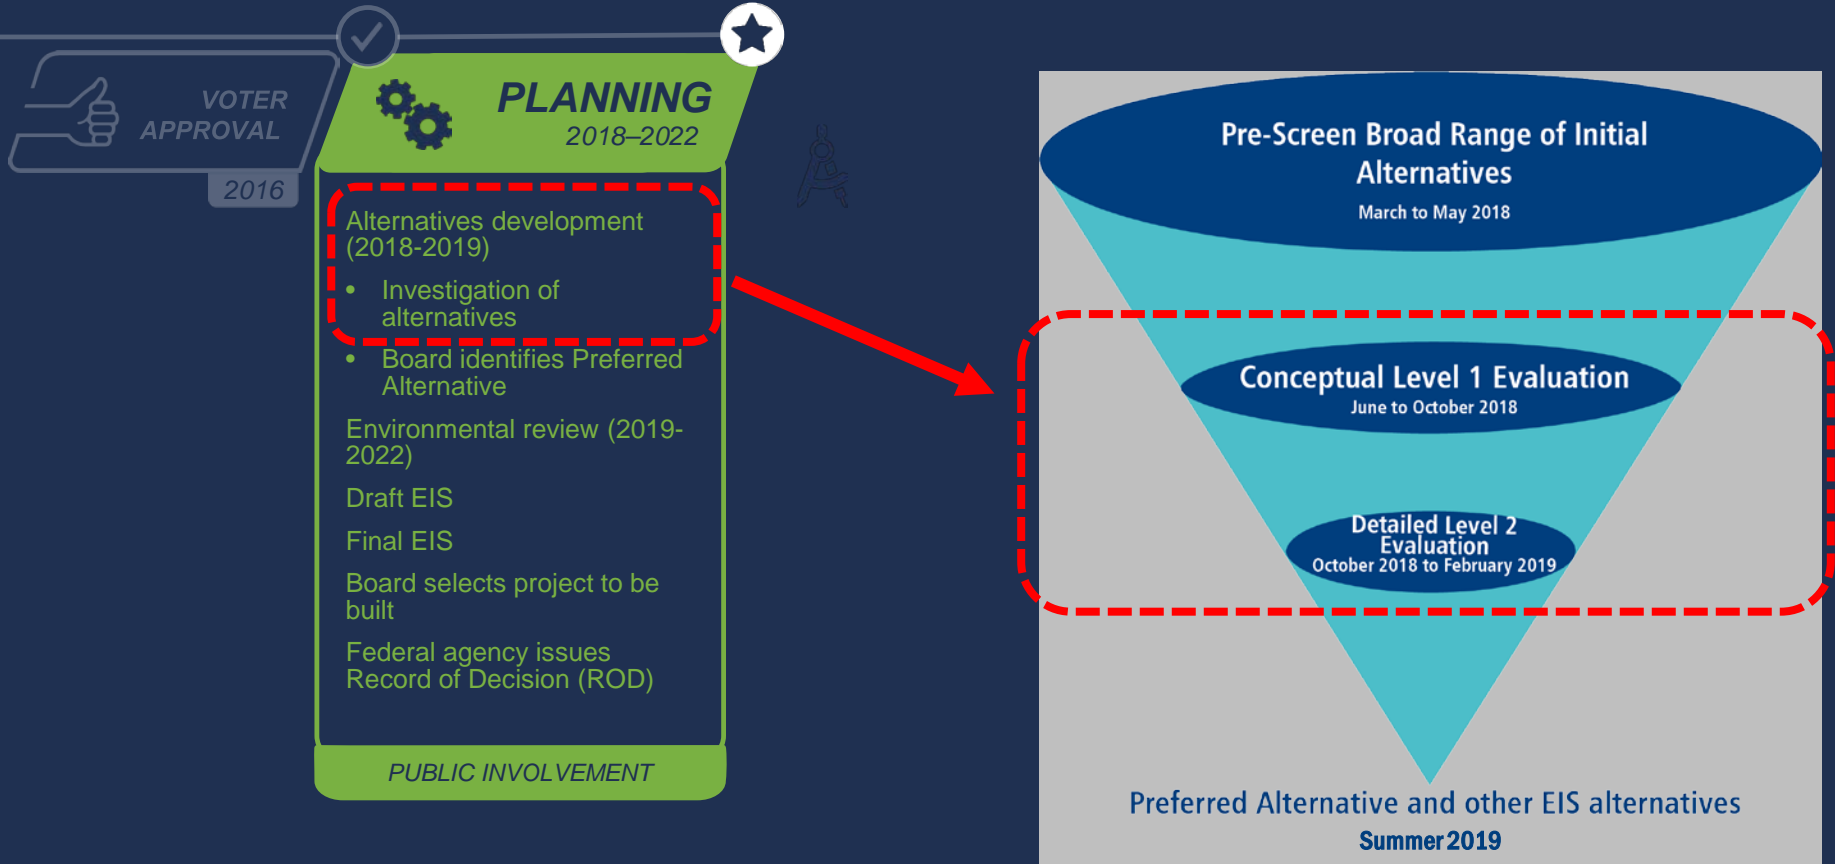 VOTER
APPROVAL
2016
PLANNING
2018–2022
Alternatives development
(2018-2019)
• Investigation of
alternatives
• Board identifies Preferred
Alternative
Environmental review (2019-
2022)
Draft EIS
Final EIS
Board selects project to be
built
Federal agency issues
Record of Decision (ROD)
PUBLIC INVOLVEMENT
Pre-Screen Broad Range of Initial
Alternatives
March to May 2018
Conceptual Level 1 Evaluation
June to October 2018
Detailed Level 2
Evaluation
October 2018 to February 2019
Preferred Alternative and other EIS alternatives
Summer 2019